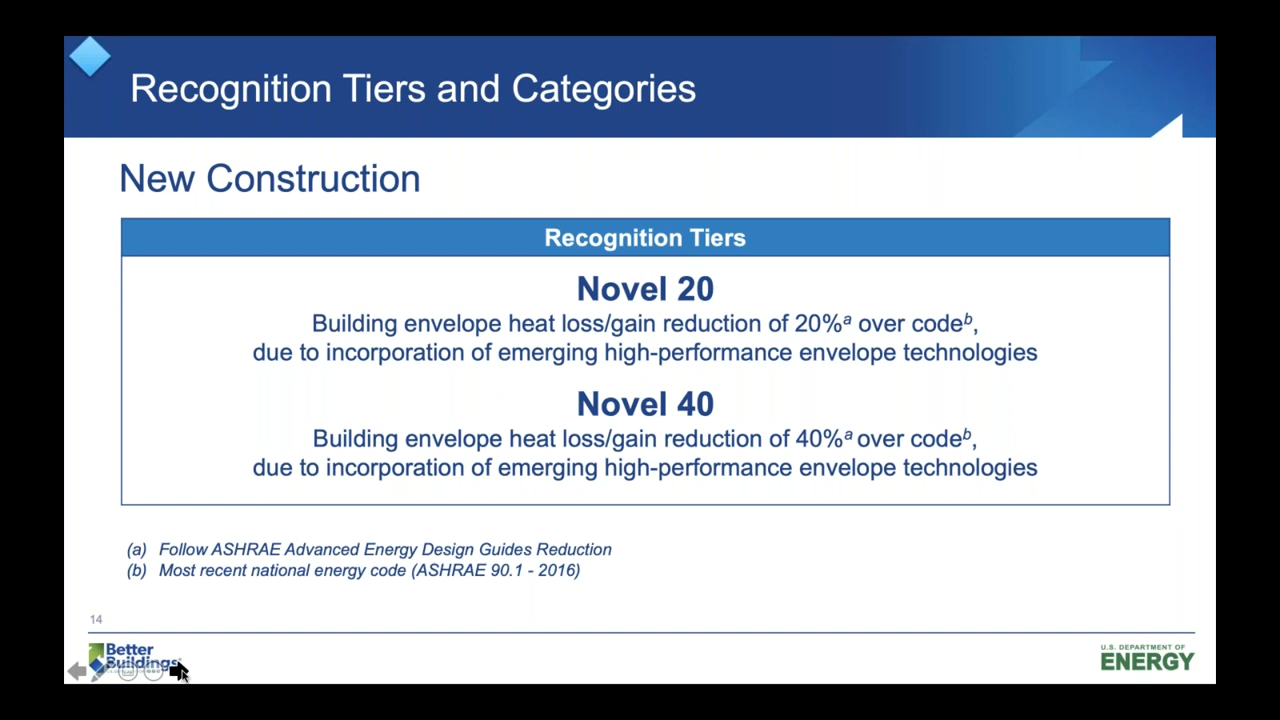 Recognition Tiers and Categories
New Construction
Recognition Tiers
Novel 20
Building envelope heat loss/gain reduction of 20%a over codeb,
due to incorporation of emerging high-performance envelope technologies
Novel 40
Building envelope heat loss/gain reduction of 40%a over codeb,
due to incorporation of emerging high-performance envelope technologies
(a) Follow ASHRAE Advanced Energy Design Guides Reduction
(b) Most recent national energy code (ASHRAE 90.1 - 2016)
14
Better
Buildings
U.S. DEPARTMENT OF
ENERGY